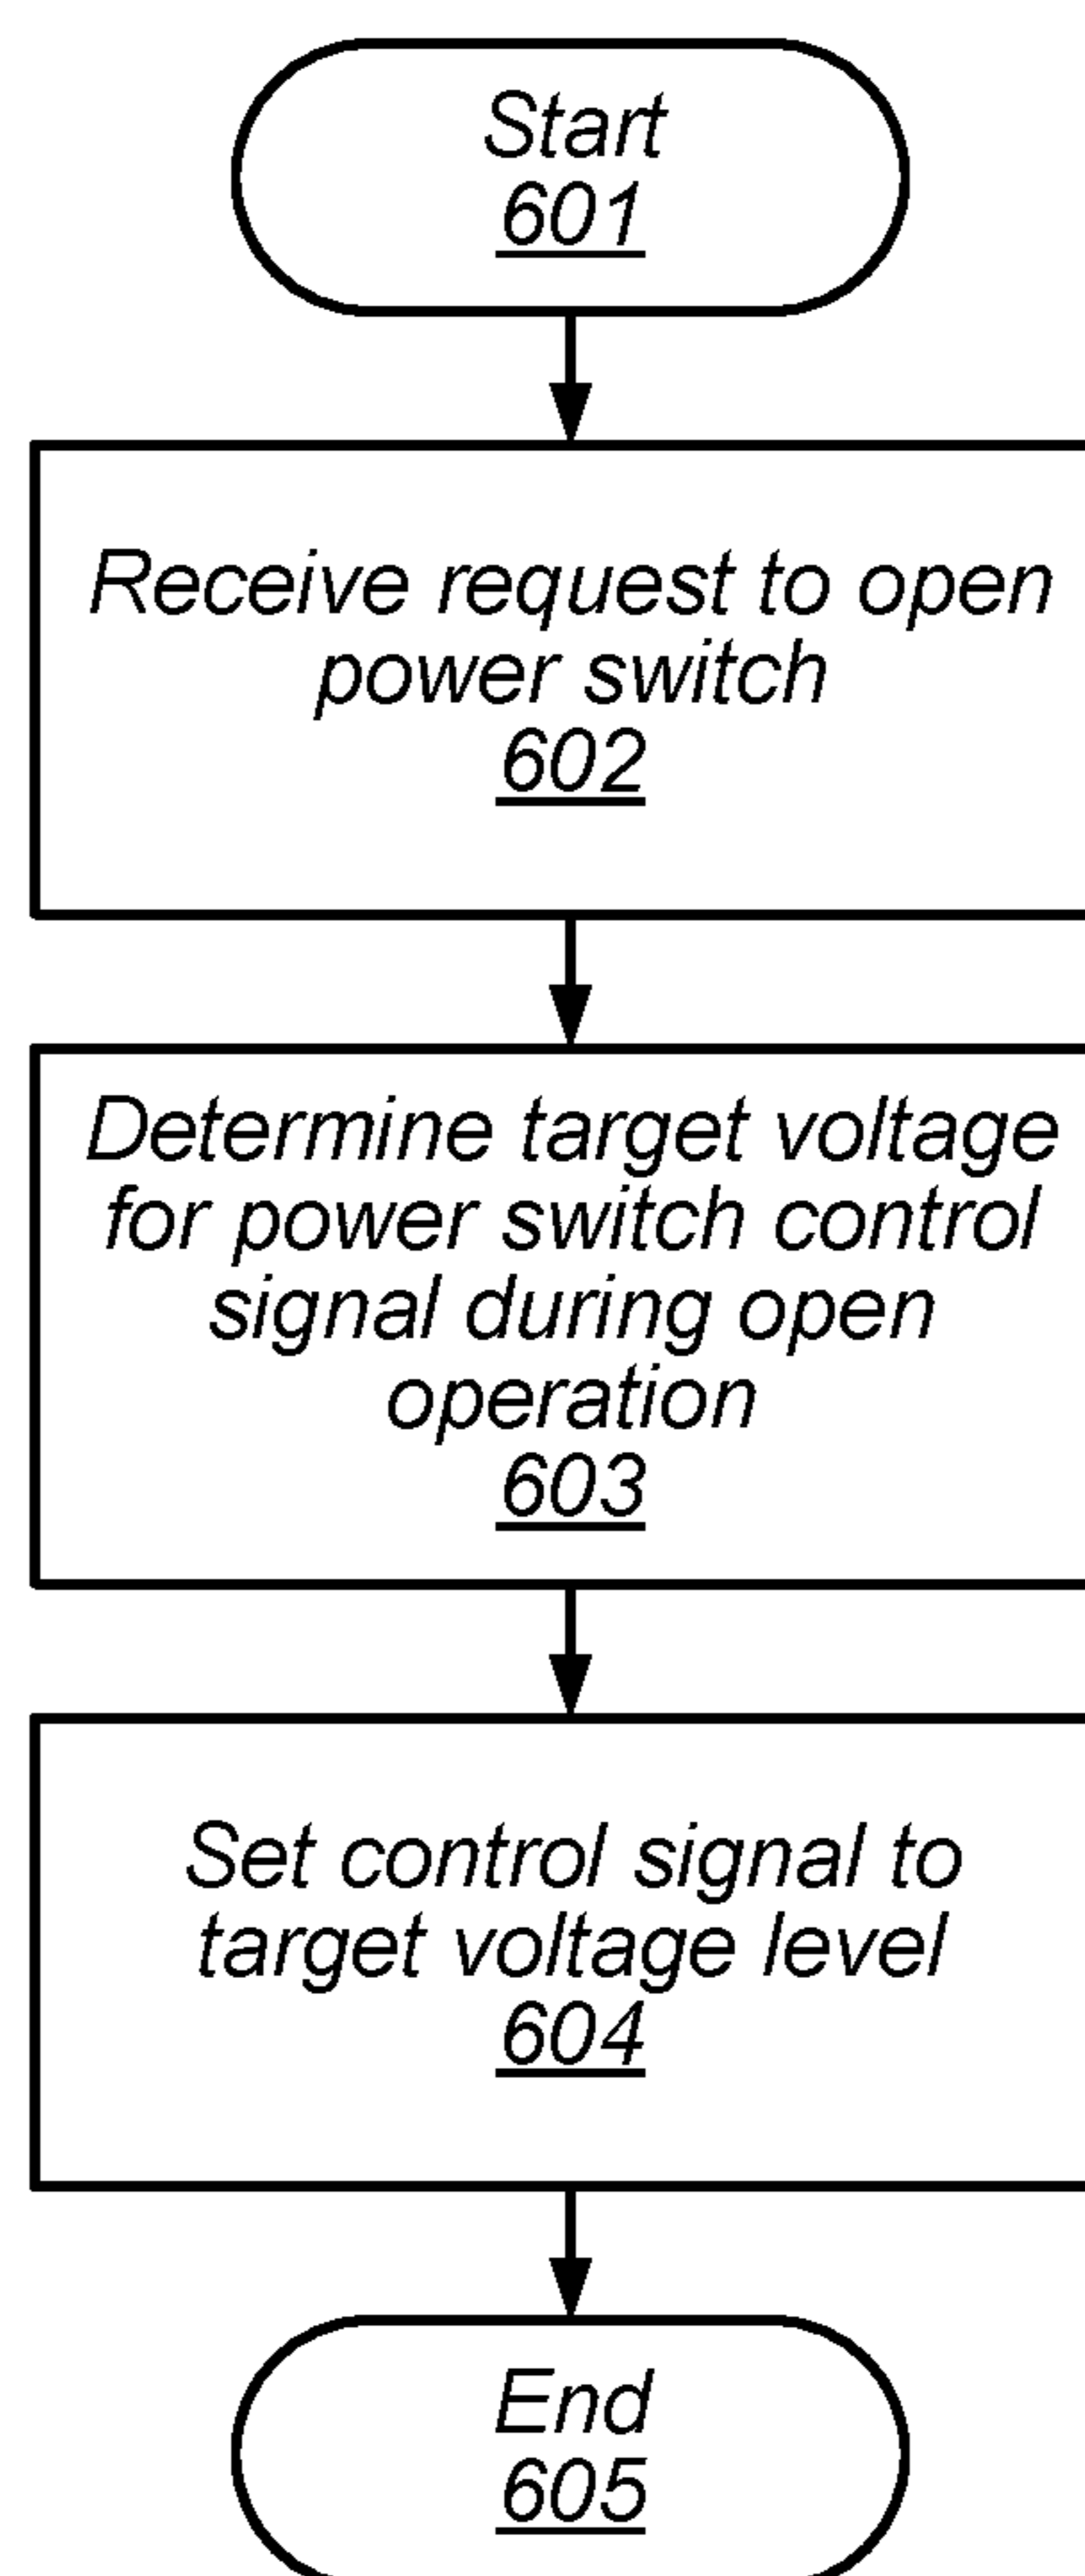 Start
601
Receive request to open
power switch
602
Determine target voltage
for power switch control
signal during open
operation
603
Set control signal to
target voltage level
604
End
605